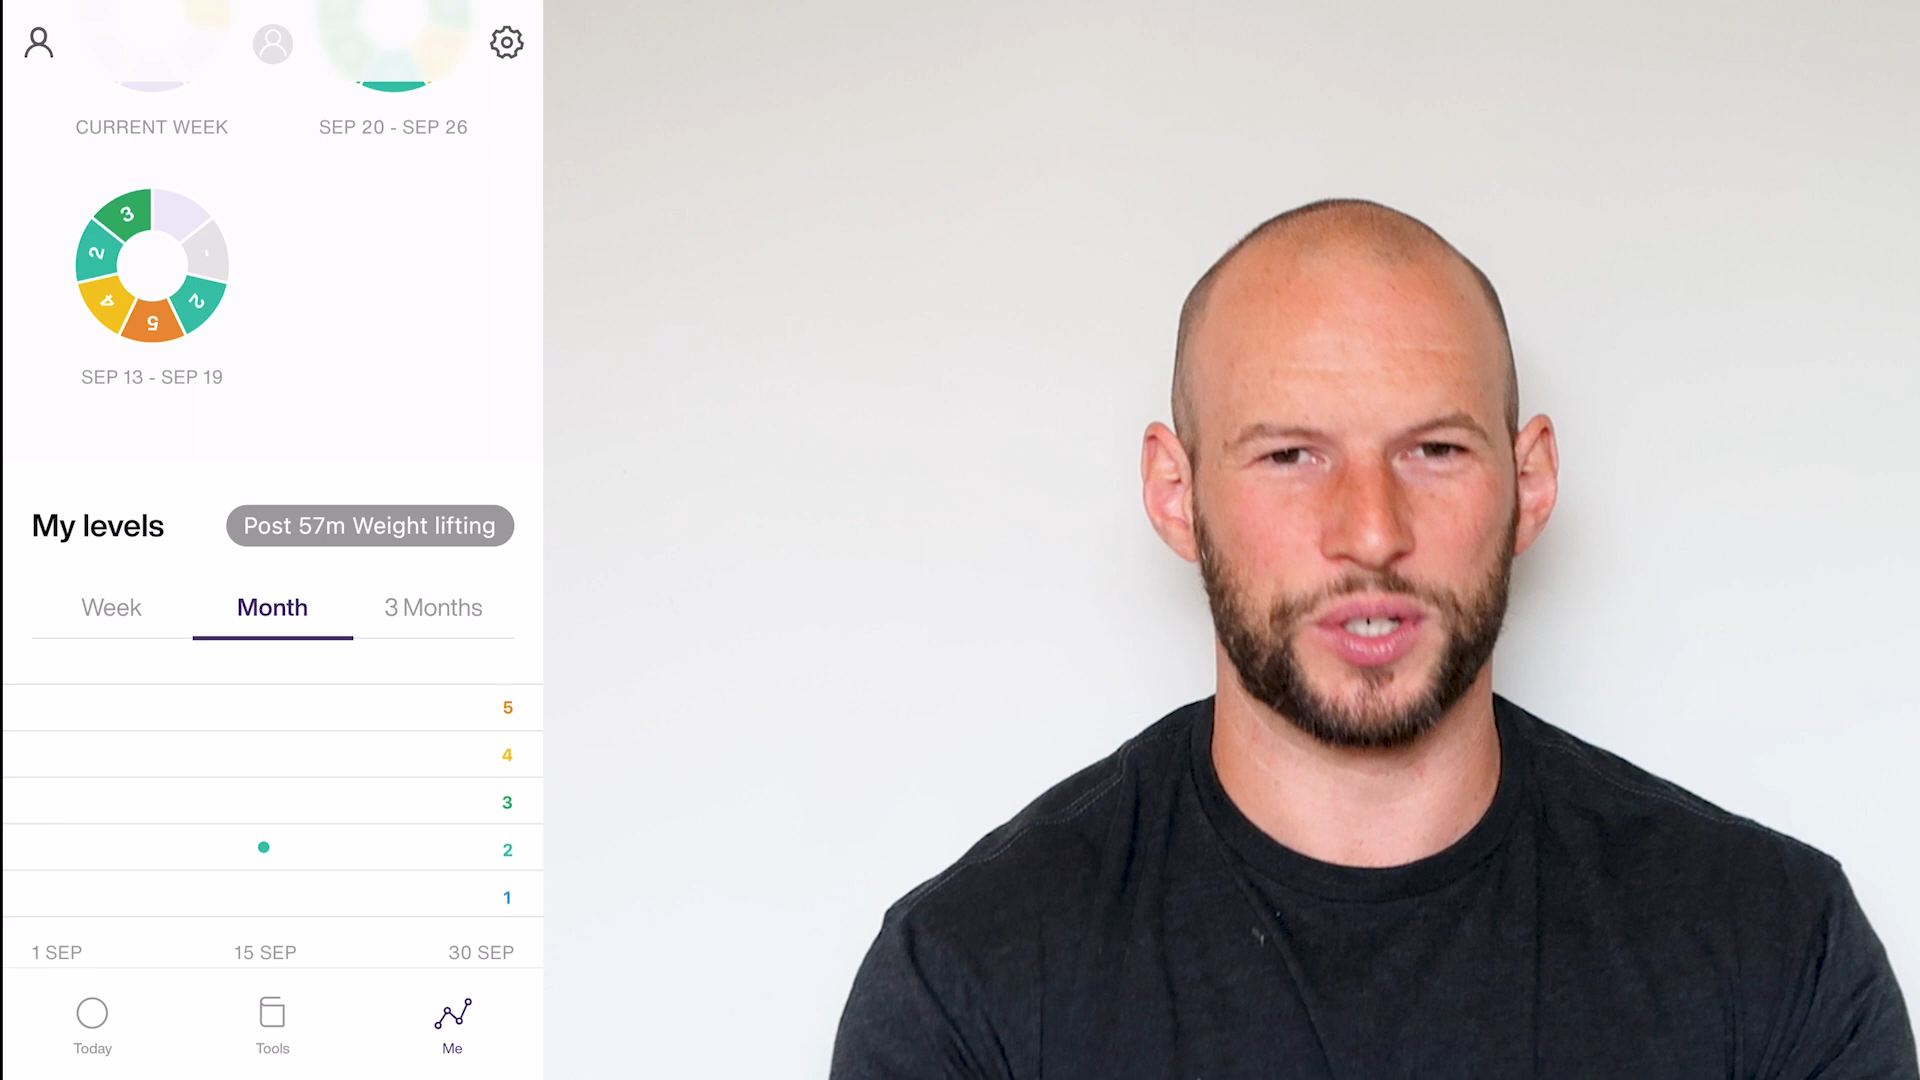 CURRENT WEEK
SEP 20 - SEP 26
3
-
2
5
4
2
SEP 13 - SEP 19
My levels
Post 57m Weight lifting
Week
Month
3 Months
5
4
3
2
1
1 SEP
15 SEP
30 SEP
Today
Tools
Me